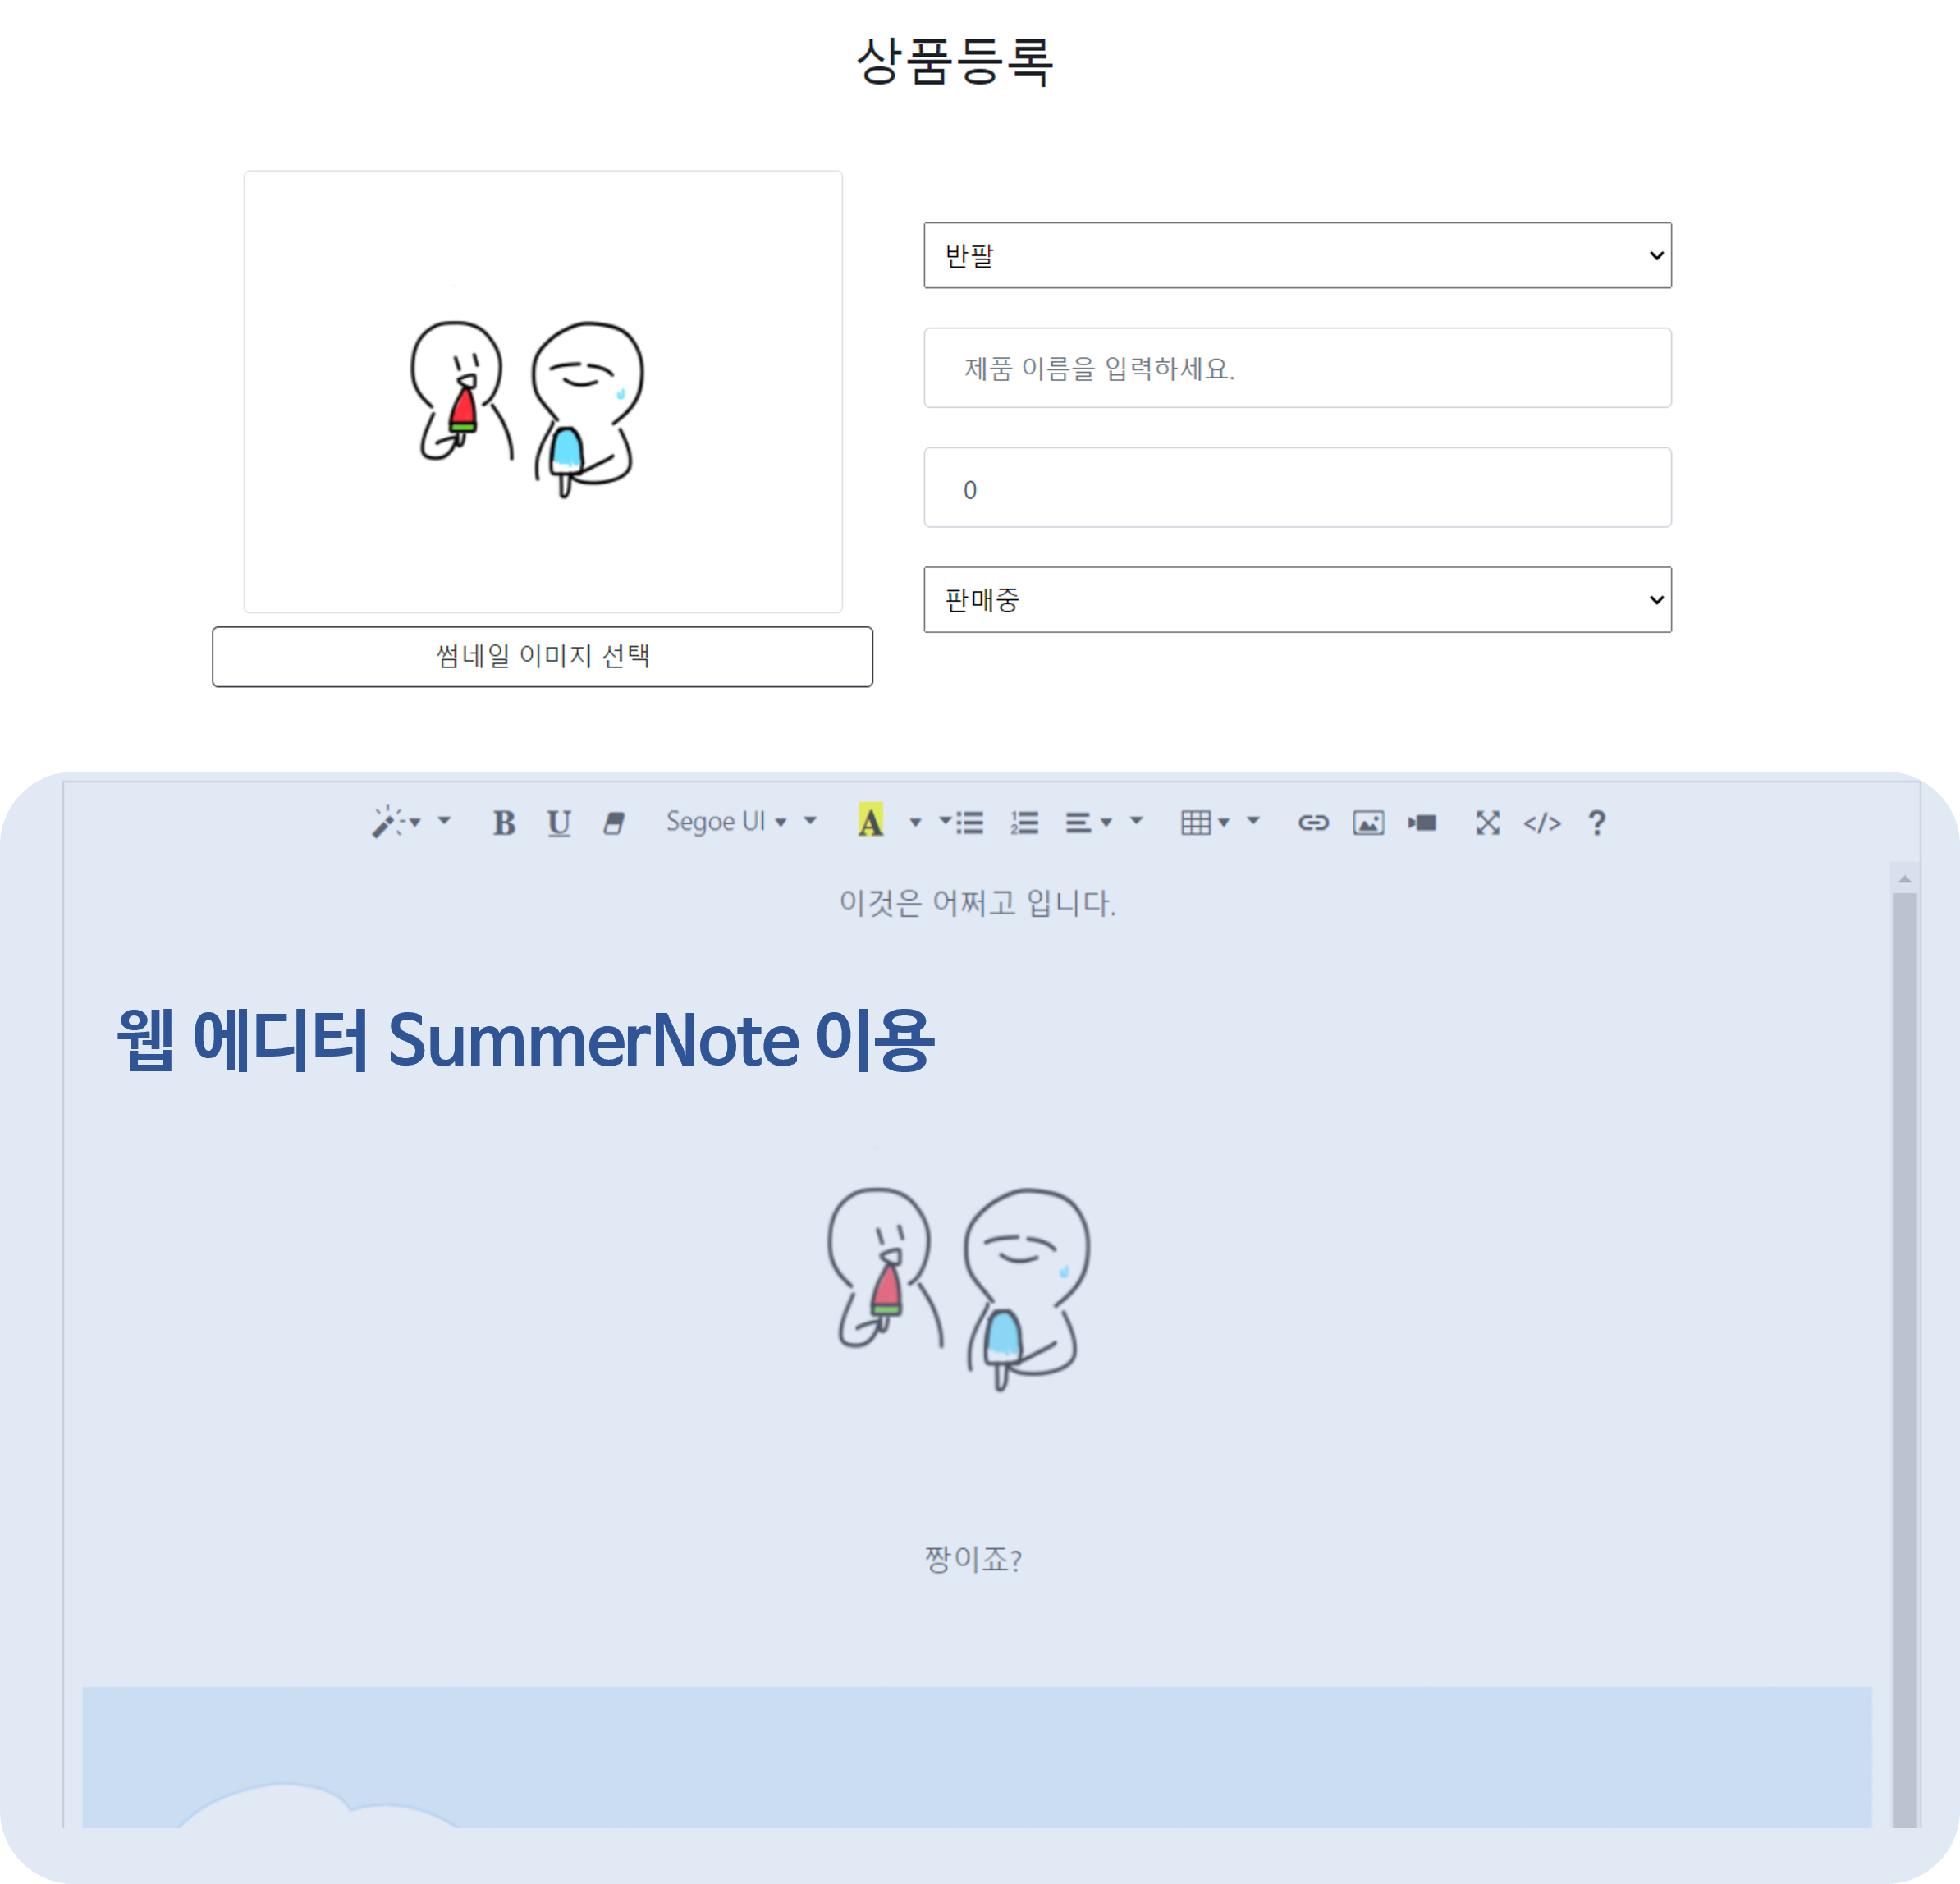 상품등록
반팔
제품 이름을 입력하세요.
0
판매중
썸네일 이미지 선택
B U Segoe UI A </> ?
이것은 어쩌고 입니다.
웹 에디터 SummerNote 이용
짱이죠?